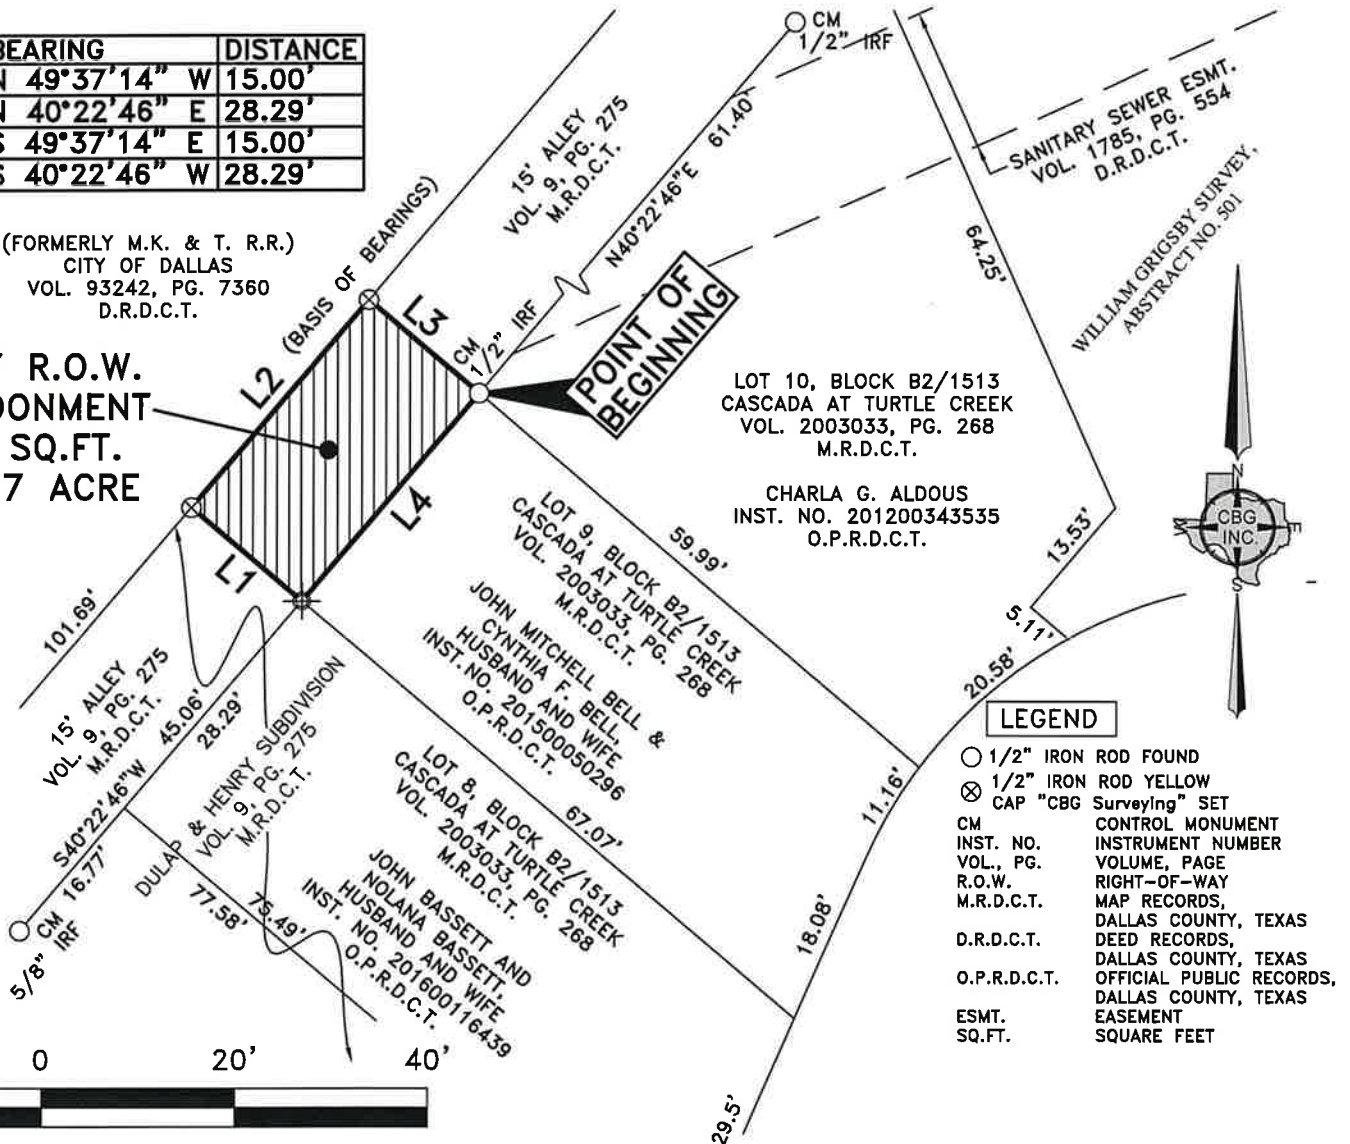 BEARING DISTANCE
N 49°37'14" W 15.00'
N 40°22'46" E 28.29'
S 49°37'14" E 15.00'
S 40°22'46" W 28.29'
(FORMERLY M.K. & T. R.R.)
CITY OF DALLAS
VOL. 93242, PG. 7360
D.R.D.C.T.
R.O.W.
SQ.FT.
7 ACRE
15' ALLEY
VOL. 9, PG. 275
M.R.D.C.T.
(BASIS OF BEARINGS)
CM
1/2" IRF
61.40'
N40°22'46"E
SANITARY SEWER ESMT.
VOL. 1785, PG. 554
D.R.D.C.T.
WILLIAM GRIGSBY SURVEY,
ABSTRACT NO. 501
64.25'
L2
L3
CM
1/2" IRF
POINT OF
BEGINNING
L4
L1
LOT 10, BLOCK B2/1513
CASCADA AT TURTLE CREEK
VOL. 2003033, PG. 268
M.R.D.C.T.
CHARLA G. ALDOUS
INST. NO. 201200343535
O.P.R.D.C.T.
N
W
E
CBG
INC.
S
59.99'
13.53'
5.11'
20.58'
LOT 9, BLOCK B2/1513
CASCADA AT TURTLE CREEK
VOL. 2003033, PG. 268
M.R.D.C.T.
JOHN MITCHELL BELL &
CYNTHIA F. BELL,
HUSBAND AND WIFE
INST. NO. 201500050296
O.P.R.D.C.T.
101.69'
15' ALLEY
VOL. 9, PG. 275
M.R.D.C.T.
45.06'
28.29'
S40°22'46"W
16.77'
CM
5/8" IRF
DULAP & HENRY SUBDIVISION
VOL. 9, PG. 275
M.R.D.C.T.
77.58'
75.49'
67.07'
11.16'
18.08'
29.5'
LOT 8, BLOCK B2/1513
CASCADA AT TURTLE CREEK
VOL. 2003033, PG. 268
M.R.D.C.T.
JOHN BASSETT AND
NOLANA BASSETT,
HUSBAND AND WIFE
INST. NO. 201600116439
O.P.R.D.C.T.
LEGEND
1/2" IRON ROD FOUND
1/2" IRON ROD YELLOW
CAP "CBG Surveying" SET
CM CONTROL MONUMENT
INST. NO. INSTRUMENT NUMBER
VOL., PG. VOLUME, PAGE
R.O.W. RIGHT-OF-WAY
M.R.D.C.T. MAP RECORDS,
DALLAS COUNTY, TEXAS
D.R.D.C.T. DEED RECORDS,
DALLAS COUNTY, TEXAS
O.P.R.D.C.T. OFFICIAL PUBLIC RECORDS,
DALLAS COUNTY, TEXAS
ESMT. EASEMENT
SQ.FT. SQUARE FEET
0 20' 40'